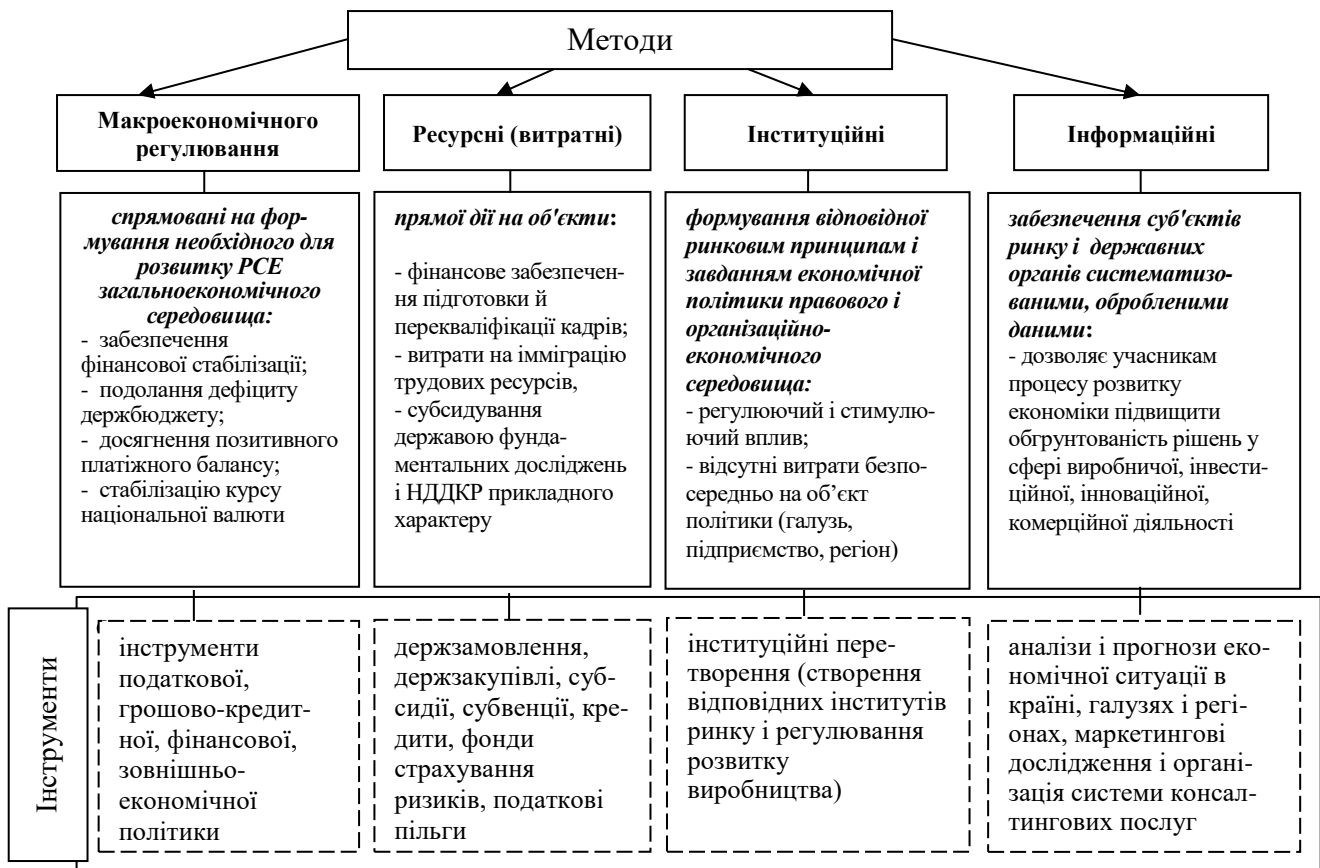 Методи
Макроекономічного
регулювання
Ресурсні (витратні)
Інституційні
Інформаційні
спрямовані на фор-
мування необхідного для
розвитку РСЕ
загальноекономічного
середовища:
- забезпечення
фінансової стабілізації;
- подолання дефіциту
держбюджету;
- досягнення позитивного
платіжного балансу;
- стабілізацію курсу
національної валюти
прямої дії на об'єкти:
- фінансове забезпечен-
ня підготовки й
перекваліфікації кадрів;
- витрати на імміграцію
трудових ресурсів,
- субсидування
державою фунда-
ментальних досліджень
і НДДКР прикладного
характеру
формування відповідної
ринковим принципам і
завданням економічної
політики правового і
організаційно-
економічного
середовища:
- регулюючий і стимулю-
ючий вплив;
- відсутні витрати безпо-
середньо на об’єкт
політики (галузь,
підприємство, регіон)
забезпечення суб'єктів
ринку і державних
органів систематизо-
ваними, обробленими
даними:
- дозволяє учасникам
процесу розвитку
економіки підвищити
обгрунтованість рішень у
сфері виробничої, інвести-
ційної, інноваційної,
комерційної діяльності
Інструменти
інструменти
податкової,
грошово-кредит-
ної, фінансової,
зовнішньо-
економічної
політики
держзамовлення,
держзакупівлі, суб-
сидії, субвенції, кре-
дити, фонди
страхування
ризиків, податкові
пільги
інституційні пере-
творення (створення
відповідних інститутів
ринку і регулювання
розвитку
виробництва)
аналізи і прогнози еко-
номічної ситуації в
країні, галузях і регі-
онах, маркетингові
дослідження і органі-
зація системи консал-
тингових послуг